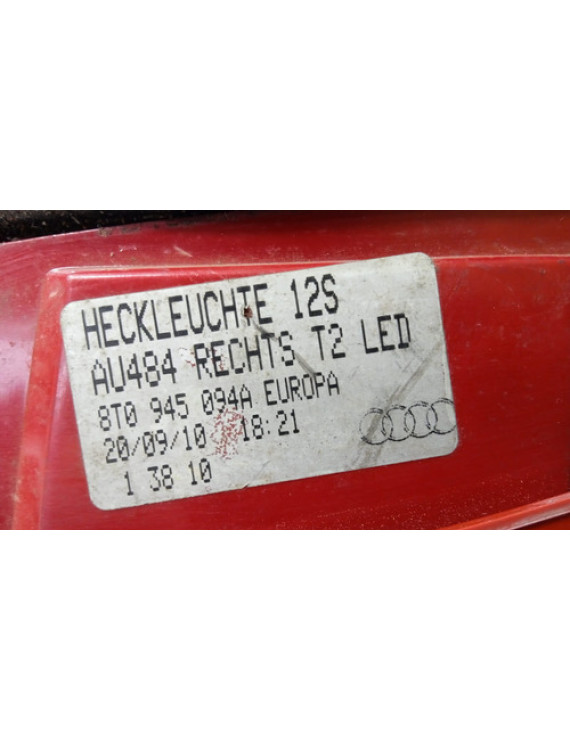 HECKLEUCHTE 12S
AU484 RECHTS T2 LED
8T0 945 094A EUROPA
20/09/10 18:21
1 38 10